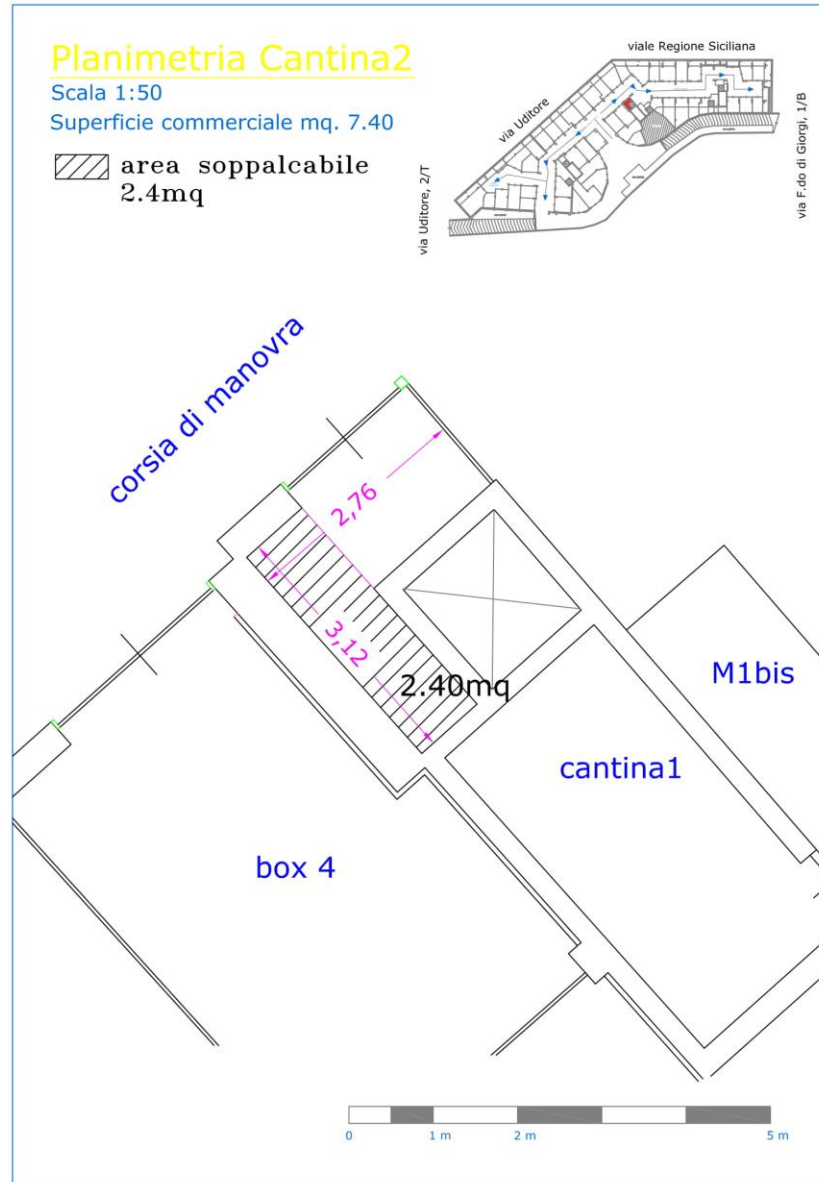 Planimetria Cantina2
Scala 1:50
Superficie commerciale mq. 7.40
area soppalcabile
2.4mq
viale Regione Siciliana
via Uditore
via Uditore, 2/T
via F.do di Giorgi, 1/B
corsia di manovra
2,76
3,12
2.40mq
M1bis
cantina1
box 4
0
1 m
2 m
5 m